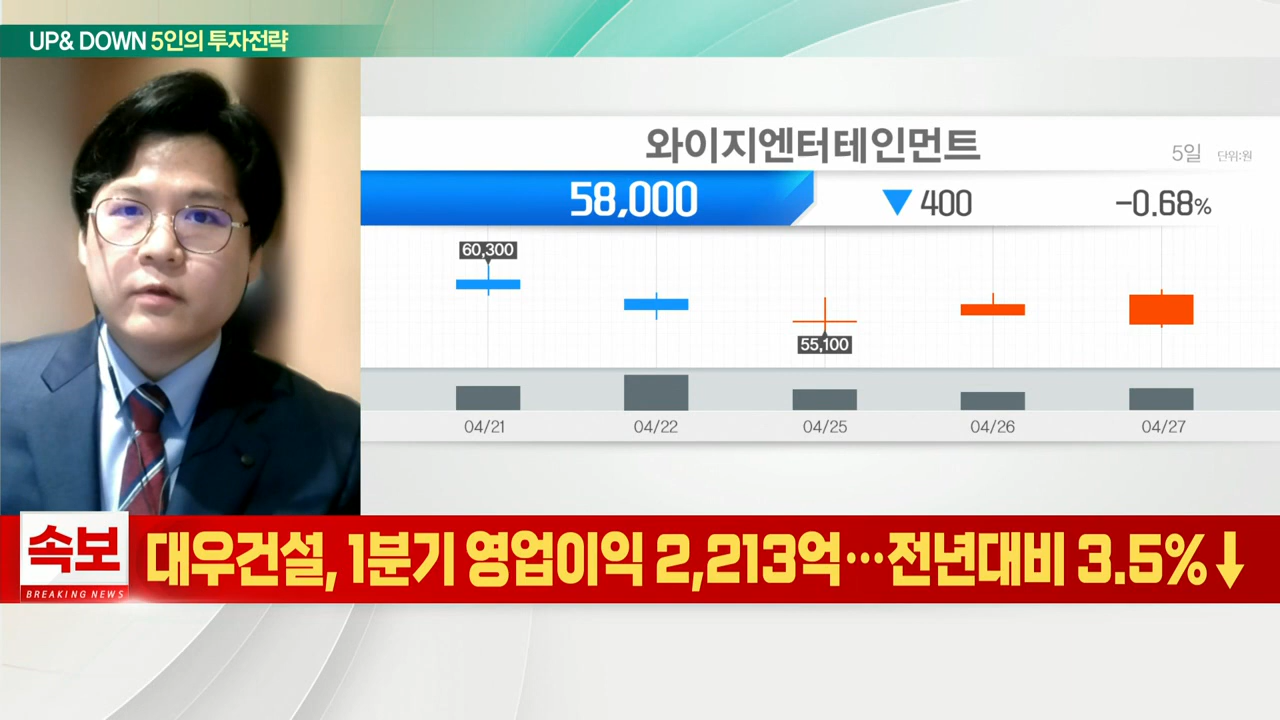 UP& DOWN 5인의 투자전략
와이지엔터테인먼트
5일 단위:원
58,000 ▼ 400 -0.68%
60,300
55,100
04/21 04/22 04/25 04/26 04/27
속보
BREAKING NEWS
대우건설, 1분기 영업이익 2,213억…전년대비 3.5%↓